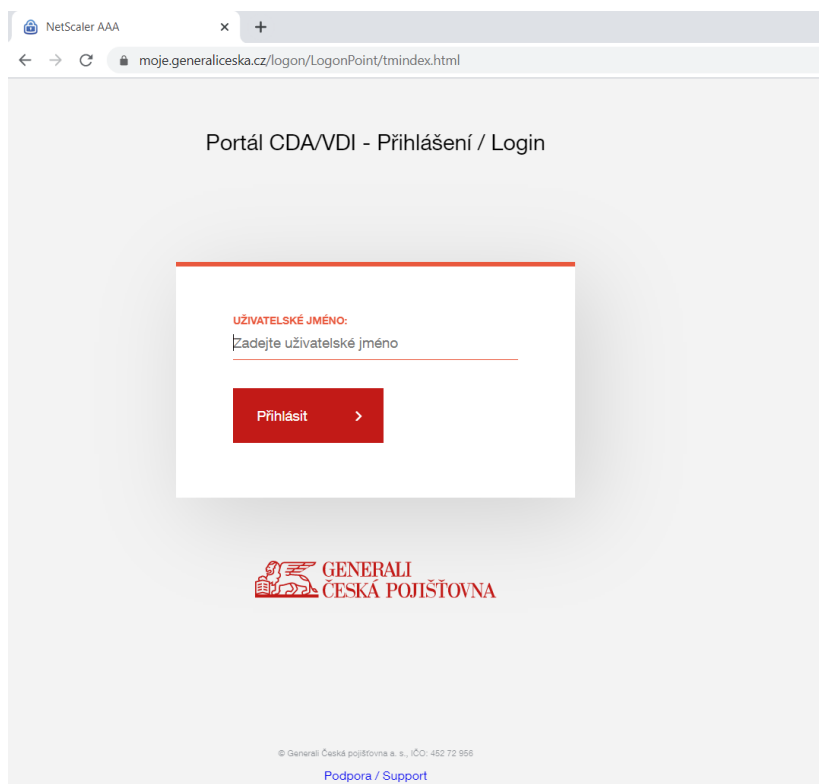 NetScaler AAA
moje.generaliceska.cz/logon/LogonPoint/tmindex.html
Portál CDA/VDI - Přihlášení / Login
UŽIVATELSKÉ JMÉNO:
Zadejte uživatelské jméno
Přihlásit
GENERALI
ČESKÁ POJIŠŤOVNA
© Generali Česká pojišťovna a. s., IČO: 452 72 956
Podpora / Support